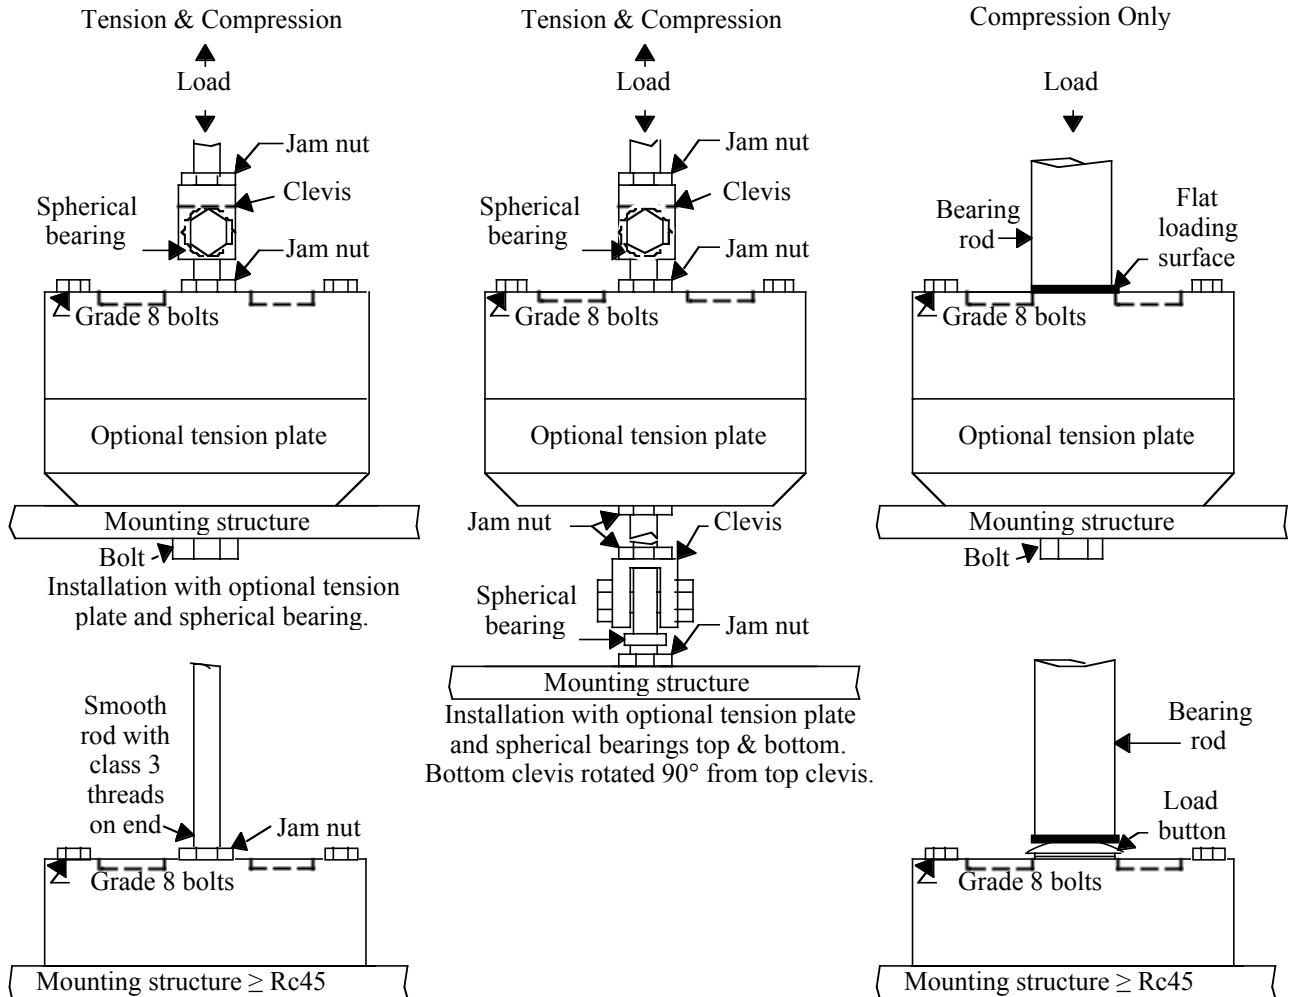 Tension & Compression
Load
Jam nut
Clevis
Spherical
bearing
Jam nut
Grade 8 bolts
Optional tension plate
Mounting structure
Bolt
Installation with optional tension
plate and spherical bearing.
Smooth
rod with
class 3
threads
on end
Jam nut
Grade 8 bolts
Mounting structure ≥ Rc45
Tension & Compression
Load
Jam nut
Clevis
Spherical
bearing
Jam nut
Grade 8 bolts
Optional tension plate
Jam nut
Clevis
Spherical
bearing
Jam nut
Mounting structure
Installation with optional tension plate
and spherical bearings top & bottom.
Bottom clevis rotated 90° from top clevis.
Compression Only
Load
Bearing
rod
Flat
loading
surface
Grade 8 bolts
Optional tension plate
Mounting structure
Bolt
Bearing
rod
Load
button
Grade 8 bolts
Mounting structure ≥ Rc45